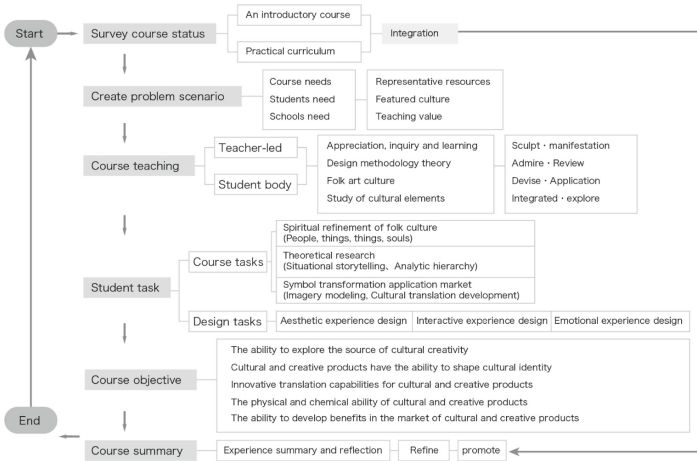 Start
Survey course status
An introductory course
Practical curriculum
Integration
Create problem scenario
Course needs
Students need
Schools need
Representative resources
Featured culture
Teaching value
Course teaching
Teacher-led
Student body
Appreciation, inquiry and learning
Design methodology theory
Folk art culture
Study of cultural elements
Sculpt・manifestation
Admire・Review
Devise・Application
Integrated・explore
Student task
Course tasks
Spiritual refinement of folk culture
(People, things, things, souls)
Theoretical research
(Situational storytelling、Analytic hierarchy)
Symbol transformation application market
(Imagery modeling, Cultural translation development)
Design tasks
Aesthetic experience design
Interactive experience design
Emotional experience design
Course objective
The ability to explore the source of cultural creativity
Cultural and creative products have the ability to shape cultural identity
Innovative translation capabilities for cultural and creative products
The physical and chemical ability of cultural and creative products
The ability to develop benefits in the market of cultural and creative products
End
Course summary
Experience summary and reflection
Refine
promote